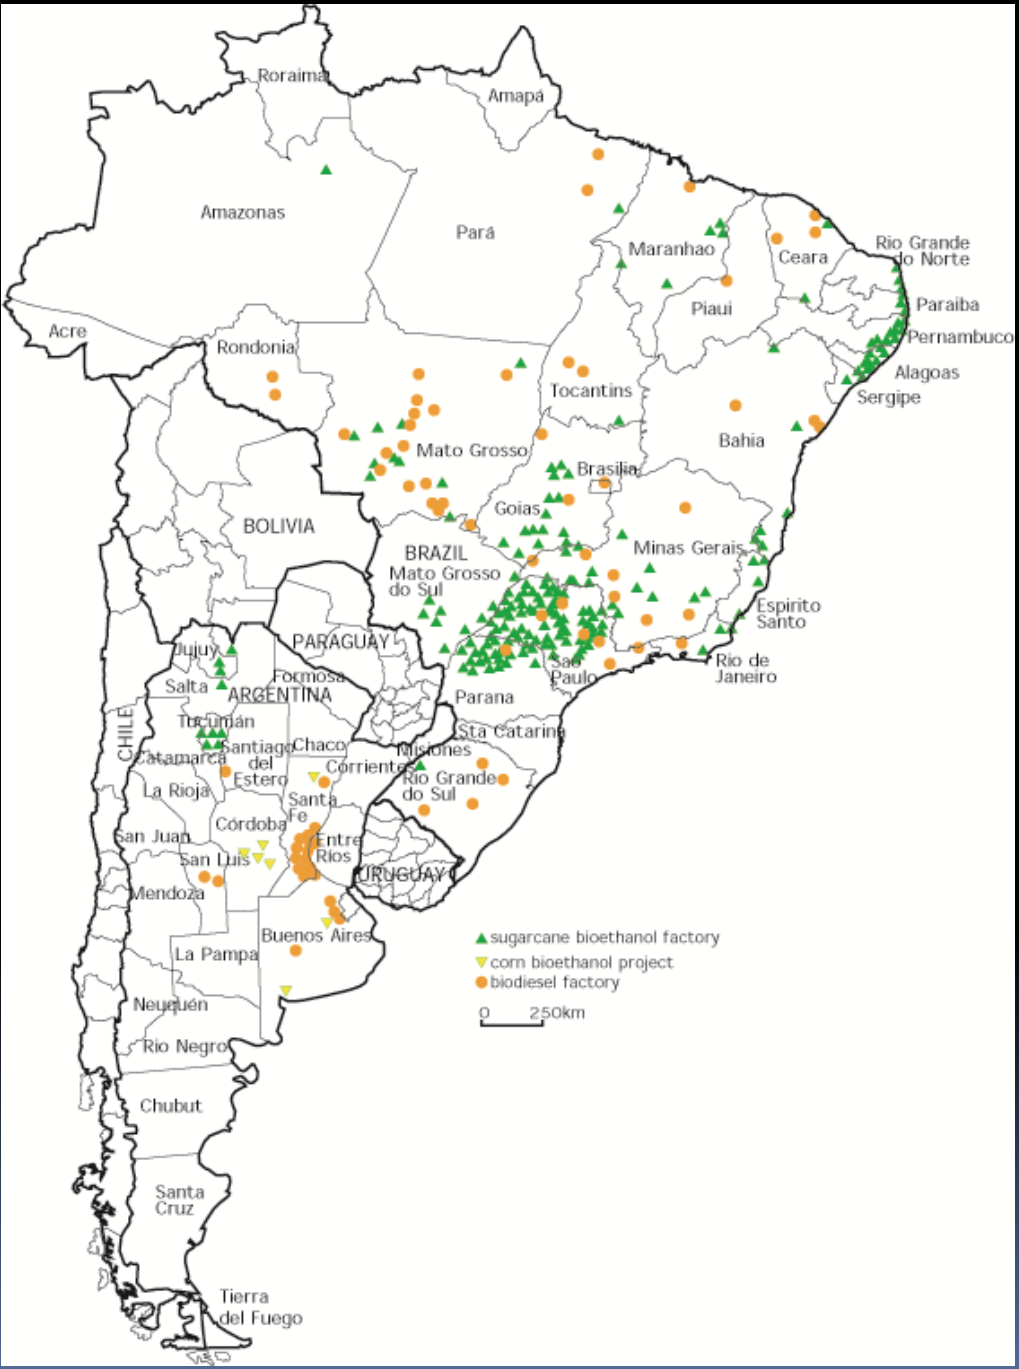 Roraima
Amapá
Amazonas
Pará
Maranhao
Ceara
Rio Grande
do Norte
Paraiba
Piaui
Pernambuco
Acre
Rondonia
Alagoas
Tocantins
Sergipe
Bahia
Mato Grosso
Brasilia
Goias
BOLIVIA
BRAZIL
Minas Gerais
Mato Grosso
do Sul
Espirito
Santo
PARAGUAY
Jujuy
Sao
Paulo
Rio de
Janeiro
Formosa
Salta
ARGENTINA
Parana
CHILE
Tucumán
Sta Catarina
Santiago
del
Estero
Chaco
Misiones
Catamarca
Corrientes
Rio Grande
do Sul
La Rioja
Santa
Fe
Córdoba
San Juan
Entre
Rios
San Luis
URUGUAY
Mendoza
Buenos Aires
La Pampa
sugarcane bioethanol factory
corn bioethanol project
biodiesel factory
0 250km
Neuquén
Rio Negro
Chubut
Santa
Cruz
Tierra
del Fuego